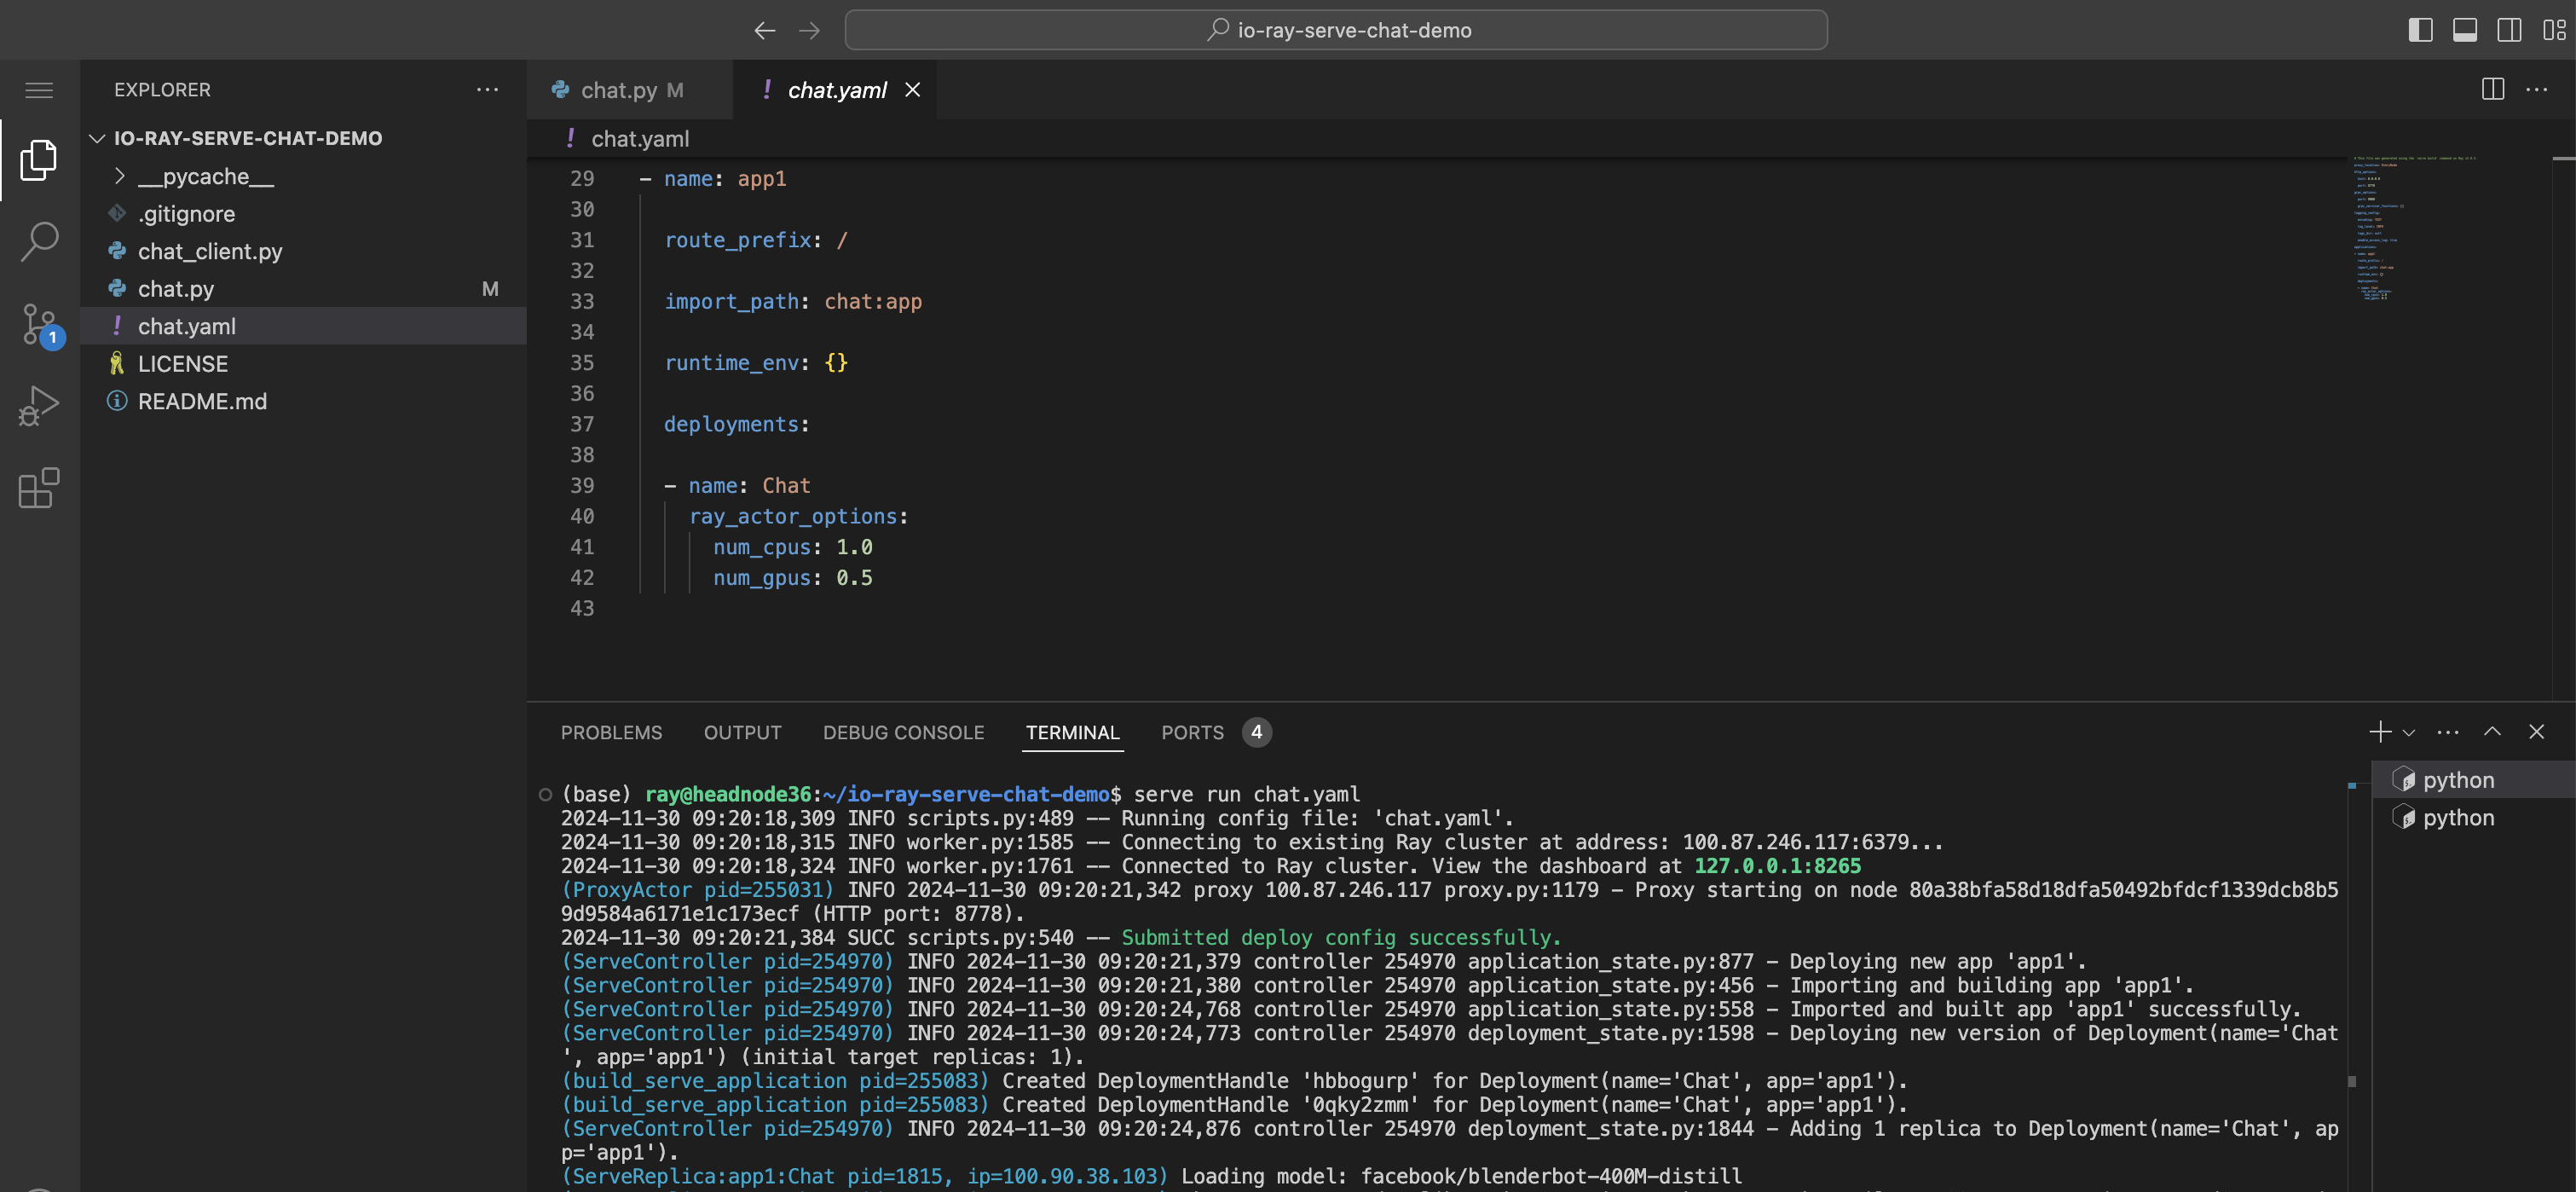 io-ray-serve-chat-demo
EXPLORER
IO-RAY-SERVE-CHAT-DEMO
__pycache__
.gitignore
chat_client.py
chat.py M
! chat.yaml
LICENSE
README.md
1
chat.py M
! chat.yaml
! chat.yaml
29 - name: app1
30
31 route_prefix: /
32
33 import_path: chat:app
34
35 runtime_env: {}
36
37 deployments:
38
39 - name: Chat
40 ray_actor_options:
41 num_cpus: 1.0
42 num_gpus: 0.5
43
PROBLEMS OUTPUT DEBUG CONSOLE TERMINAL PORTS 4
(base) ray@headnode36:~/io-ray-serve-chat-demo$ serve run chat.yaml
2024-11-30 09:20:18,309 INFO scripts.py:489 -- Running config file: 'chat.yaml'.
2024-11-30 09:20:18,315 INFO worker.py:1585 -- Connecting to existing Ray cluster at address: 100.87.246.117:6379...
2024-11-30 09:20:18,324 INFO worker.py:1761 -- Connected to Ray cluster. View the dashboard at 127.0.0.1:8265
(ProxyActor pid=255031) INFO 2024-11-30 09:20:21,342 proxy 100.87.246.117 proxy.py:1179 - Proxy starting on node 80a38bfa58d18dfa50492bfdcf1339dcb8b5
9d9584a6171e1c173ecf (HTTP port: 8778).
2024-11-30 09:20:21,384 SUCC scripts.py:540 -- Submitted deploy config successfully.
(ServeController pid=254970) INFO 2024-11-30 09:20:21,379 controller 254970 application_state.py:877 - Deploying new app 'app1'.
(ServeController pid=254970) INFO 2024-11-30 09:20:21,380 controller 254970 application_state.py:456 - Importing and building app 'app1'.
(ServeController pid=254970) INFO 2024-11-30 09:20:24,768 controller 254970 application_state.py:558 - Imported and built app 'app1' successfully.
(ServeController pid=254970) INFO 2024-11-30 09:20:24,773 controller 254970 deployment_state.py:1598 - Deploying new version of Deployment(name='Chat
', app='app1') (initial target replicas: 1).
(build_serve_application pid=255083) Created DeploymentHandle 'hbbogurp' for Deployment(name='Chat', app='app1').
(build_serve_application pid=255083) Created DeploymentHandle '0qky2zmm' for Deployment(name='Chat', app='app1').
(ServeController pid=254970) INFO 2024-11-30 09:20:24,876 controller 254970 deployment_state.py:1844 - Adding 1 replica to Deployment(name='Chat', ap
p='app1').
(ServeReplica:app1:Chat pid=1815, ip=100.90.38.103) Loading model: facebook/blenderbot-400M-distill
python
python